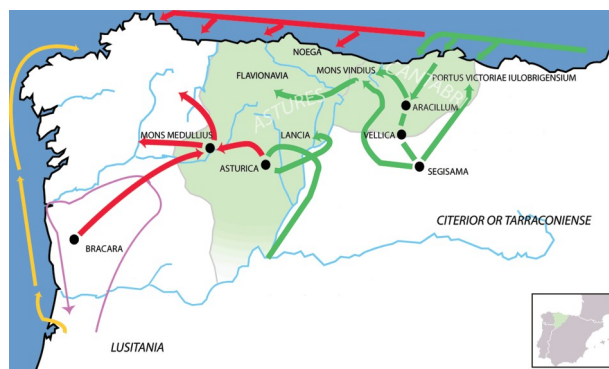 NOEGA
FLAVIONAVIA
MONS VINDIUS
CANTABRI
PORTUS VICTORIAE IULOBRIGENSIUM
ASTURES
ARACILLUM
MONS MEDULLIUS
LANCIA
VELLICA
ASTURICA
SEGISAMA
CITERIOR OR TARRACONIENSE
BRACARA
LUSITANIA